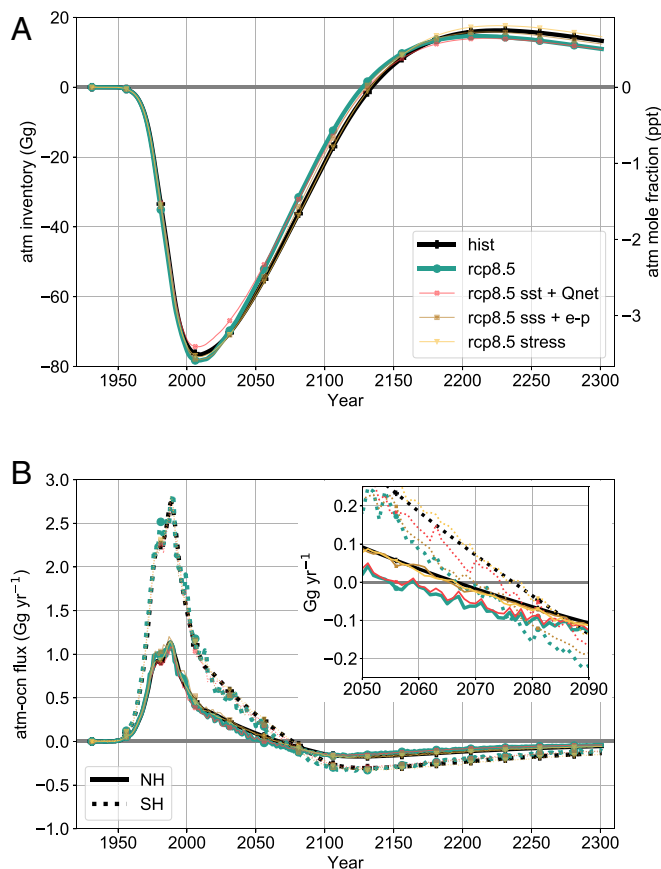 A
20
0
−20
−40
−60
−80
atm inventory (Gg)
0
−1
−2
−3
atm mole fraction (ppt)
hist
rcp8.5
rcp8.5 sst + Qnet
rcp8.5 sss + e-p
rcp8.5 stress
1950 2000 2050 2100 2150 2200 2250 2300
Year
B
3.0
2.5
2.0
1.5
1.0
0.5
0.0
−0.5
−1.0
atm-ocn flux (Gg yr⁻¹)
0.2
0.1
0.0
−0.1
−0.2
Gg yr⁻¹
2050 2060 2070 2080 2090
NH
SH
1950 2000 2050 2100 2150 2200 2250 2300
Year